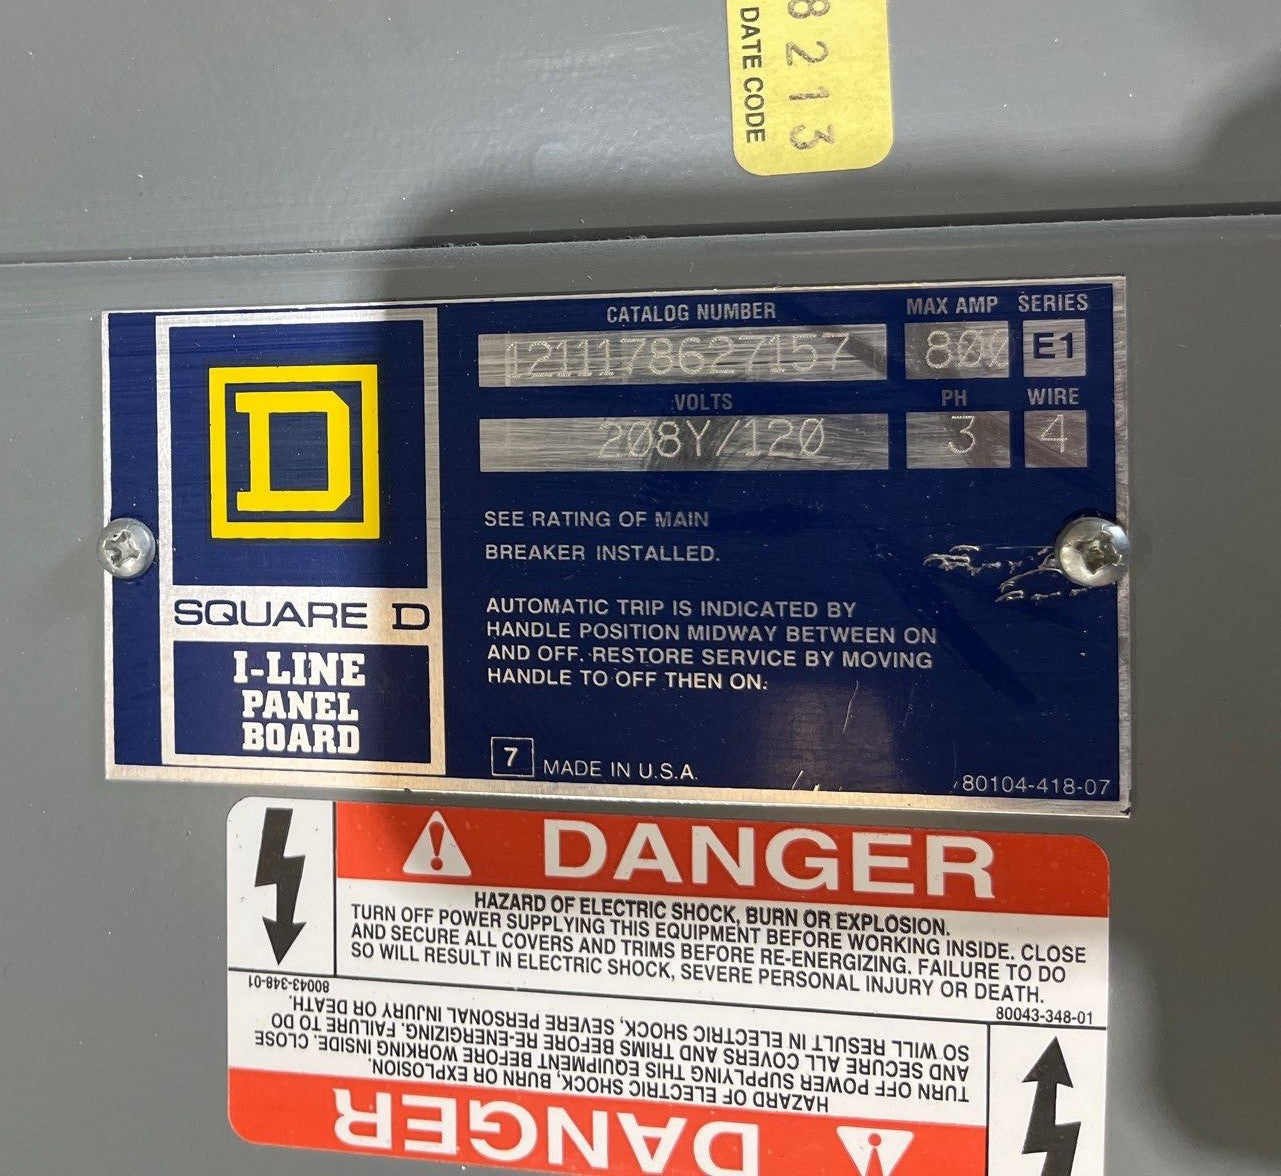 8213
DATE CODE
CATALOG NUMBER
MAX AMP
SERIES
1211178627157
800
E1
VOLTS
PH
WIRE
208Y/120
3
4
D
SQUARE D
I-LINE
PANEL
BOARD
SEE RATING OF MAIN
BREAKER INSTALLED.
AUTOMATIC TRIP IS INDICATED BY
HANDLE POSITION MIDWAY BETWEEN ON
AND OFF. RESTORE SERVICE BY MOVING
HANDLE TO OFF THEN ON.
7 MADE IN U.S.A.
80104-418-07
DANGER
HAZARD OF ELECTRIC SHOCK, BURN OR EXPLOSION.
TURN OFF POWER SUPPLYING THIS EQUIPMENT BEFORE WORKING INSIDE. CLOSE
AND SECURE ALL COVERS AND TRIMS BEFORE RE-ENERGIZING. FAILURE TO DO
SO WILL RESULT IN ELECTRIC SHOCK, SEVERE PERSONAL INJURY OR DEATH.
80043-348-01
DANGER
HAZARD OF ELECTRIC SHOCK, BURN OR EXPLOSION.
TURN OFF POWER SUPPLYING THIS EQUIPMENT BEFORE WORKING INSIDE. CLOSE
AND SECURE ALL COVERS AND TRIMS BEFORE RE-ENERGIZING. FAILURE TO DO
SO WILL RESULT IN ELECTRIC SHOCK, SEVERE PERSONAL INJURY OR DEATH.
80043-348-01